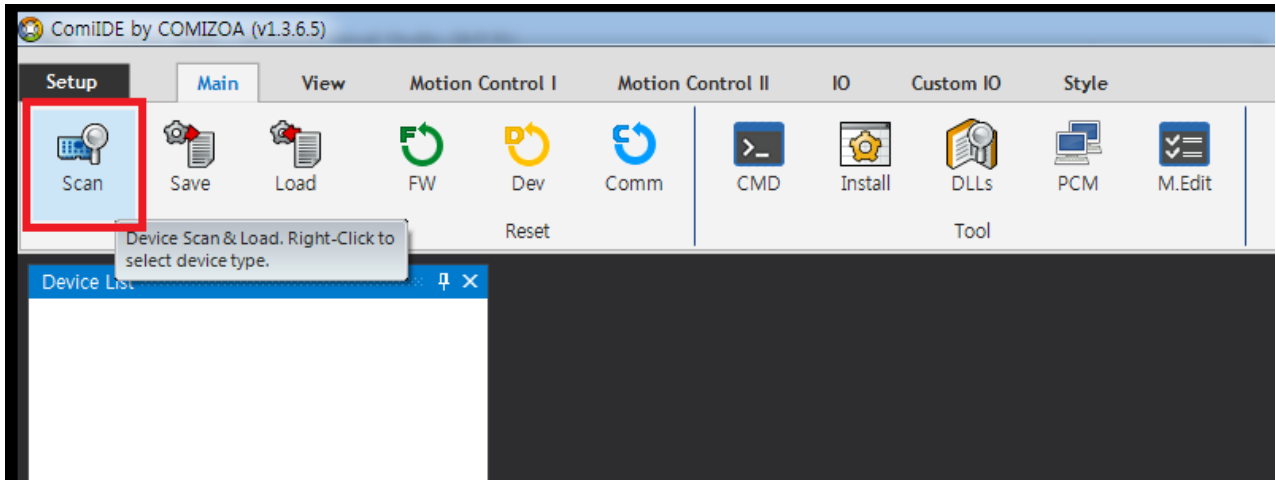 ComiIDE by COMIZOA (v1.3.6.5)
Setup Main View Motion Control I Motion Control II IO Custom IO Style
Scan Save Load FW Dev Comm CMD Install DLLs PCM M.Edit
Reset Tool
Device Scan & Load. Right-Click to
select device type.
Device List